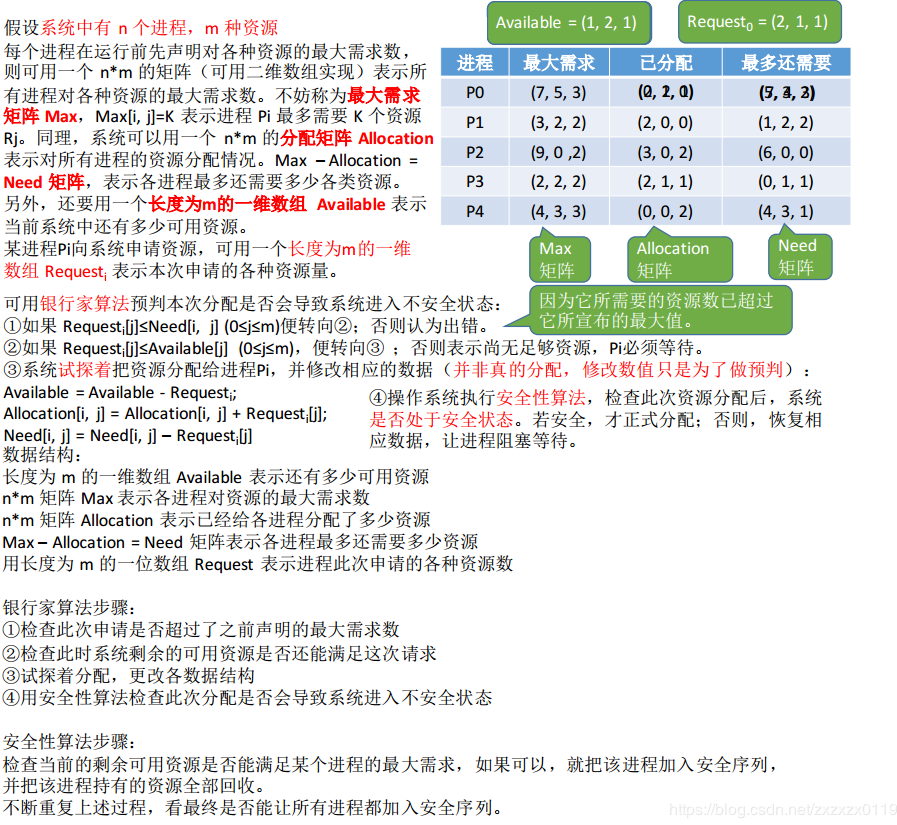 假设系统中有 n 个进程，m 种资源
每个进程在运行前先声明对各种资源的最大需求数，
则可用一个 n*m 的矩阵（可用二维数组实现）表示所
有进程对各种资源的最大需求数。不妨称为最大需求
矩阵 Max，Max[i, j]=K 表示进程 Pi 最多需要 K 个资源
Rj。同理，系统可以用一个 n*m 的分配矩阵 Allocation
表示对所有进程的资源分配情况。Max – Allocation =
Need 矩阵，表示各进程最多还需要多少各类资源。
另外，还要用一个长度为m的一维数组 Available 表示
当前系统中还有多少可用资源。
某进程Pi向系统申请资源，可用一个长度为m的一维
数组 Requesti 表示本次申请的各种资源量。
Available = (1, 2, 1)
Request0 = (2, 1, 1)
进程 最大需求 已分配 最多还需要
P0 (7, 5, 3)
P1 (3, 2, 2) (2, 0, 0) (1, 2, 2)
P2 (9, 0 ,2) (3, 0, 2) (6, 0, 0)
P3 (2, 2, 2) (2, 1, 1) (0, 1, 1)
P4 (4, 3, 3) (0, 0, 2) (4, 3, 1)
Max
矩阵
Allocation
矩阵
Need
矩阵
可用银行家算法预判本次分配是否会导致系统进入不安全状态：
①如果 Requesti[j]≤Need[i, j] (0≤j≤m)便转向②；否则认为出错。
因为它所需要的资源数已超过
它所宣布的最大值。
②如果 Requesti[j]≤Available[j] (0≤j≤m)，便转向③ ；否则表示尚无足够资源，Pi必须等待。
③系统试探着把资源分配给进程Pi，并修改相应的数据（并非真的分配，修改数值只是为了做预判）：
Available = Available - Requesti;
Allocation[i, j] = Allocation[i, j] + Requesti[j];
Need[i, j] = Need[i, j] – Requesti[j]
④操作系统执行安全性算法，检查此次资源分配后，系统
是否处于安全状态。若安全，才正式分配；否则，恢复相
应数据，让进程阻塞等待。
数据结构：
长度为 m 的一维数组 Available 表示还有多少可用资源
n*m 矩阵 Max 表示各进程对资源的最大需求数
n*m 矩阵 Allocation 表示已经给各进程分配了多少资源
Max – Allocation = Need 矩阵表示各进程最多还需要多少资源
用长度为 m 的一位数组 Request 表示进程此次申请的各种资源数
银行家算法步骤：
①检查此次申请是否超过了之前声明的最大需求数
②检查此时系统剩余的可用资源是否还能满足这次请求
③试探着分配，更改各数据结构
④用安全性算法检查此次分配是否会导致系统进入不安全状态
安全性算法步骤：
检查当前的剩余可用资源是否能满足某个进程的最大需求，如果可以，就把该进程加入安全序列，
并把该进程持有的资源全部回收。
不断重复上述过程，看最终是否能让所有进程都加入安全序列。
https://blog.csdn.net/zxzxzx0119